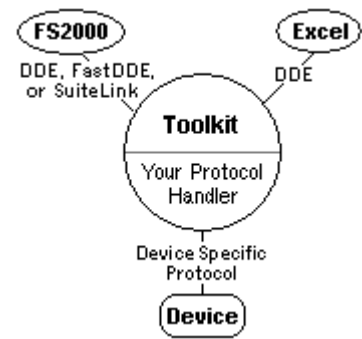 FS2000
Excel
DDE, FastDDE,
or SuiteLink
DDE
Toolkit
Your Protocol
Handler
Device Specific
Protocol
Device